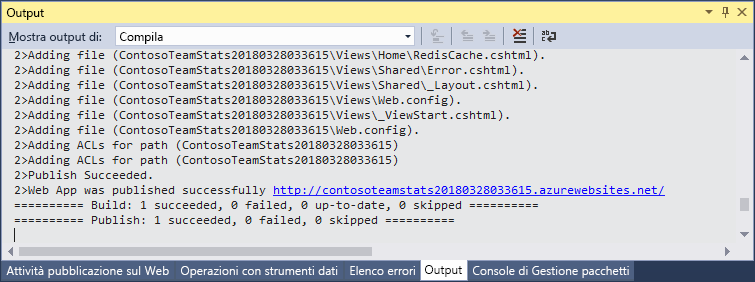 Output
Mostra output di: Compila
2>Adding file (ContosoTeamStats20180328033615\Views\Home\RedisCache.cshtml).
2>Adding file (ContosoTeamStats20180328033615\Views\Shared\Error.cshtml).
2>Adding file (ContosoTeamStats20180328033615\Views\Shared\_Layout.cshtml).
2>Adding file (ContosoTeamStats20180328033615\Views\Web.config).
2>Adding file (ContosoTeamStats20180328033615\Views\_ViewStart.cshtml).
2>Adding file (ContosoTeamStats20180328033615\Web.config).
2>Adding ACLs for path (ContosoTeamStats20180328033615)
2>Adding ACLs for path (ContosoTeamStats20180328033615)
2>Publish Succeeded.
2>Web App was published successfully http://contosoteamstats20180328033615.azurewebsites.net/
========== Build: 1 succeeded, 0 failed, 0 up-to-date, 0 skipped ==========
========== Publish: 1 succeeded, 0 failed, 0 skipped ==========
Attività pubblicazione sul Web Operazioni con strumenti dati Elenco errori Output Console di Gestione pacchetti